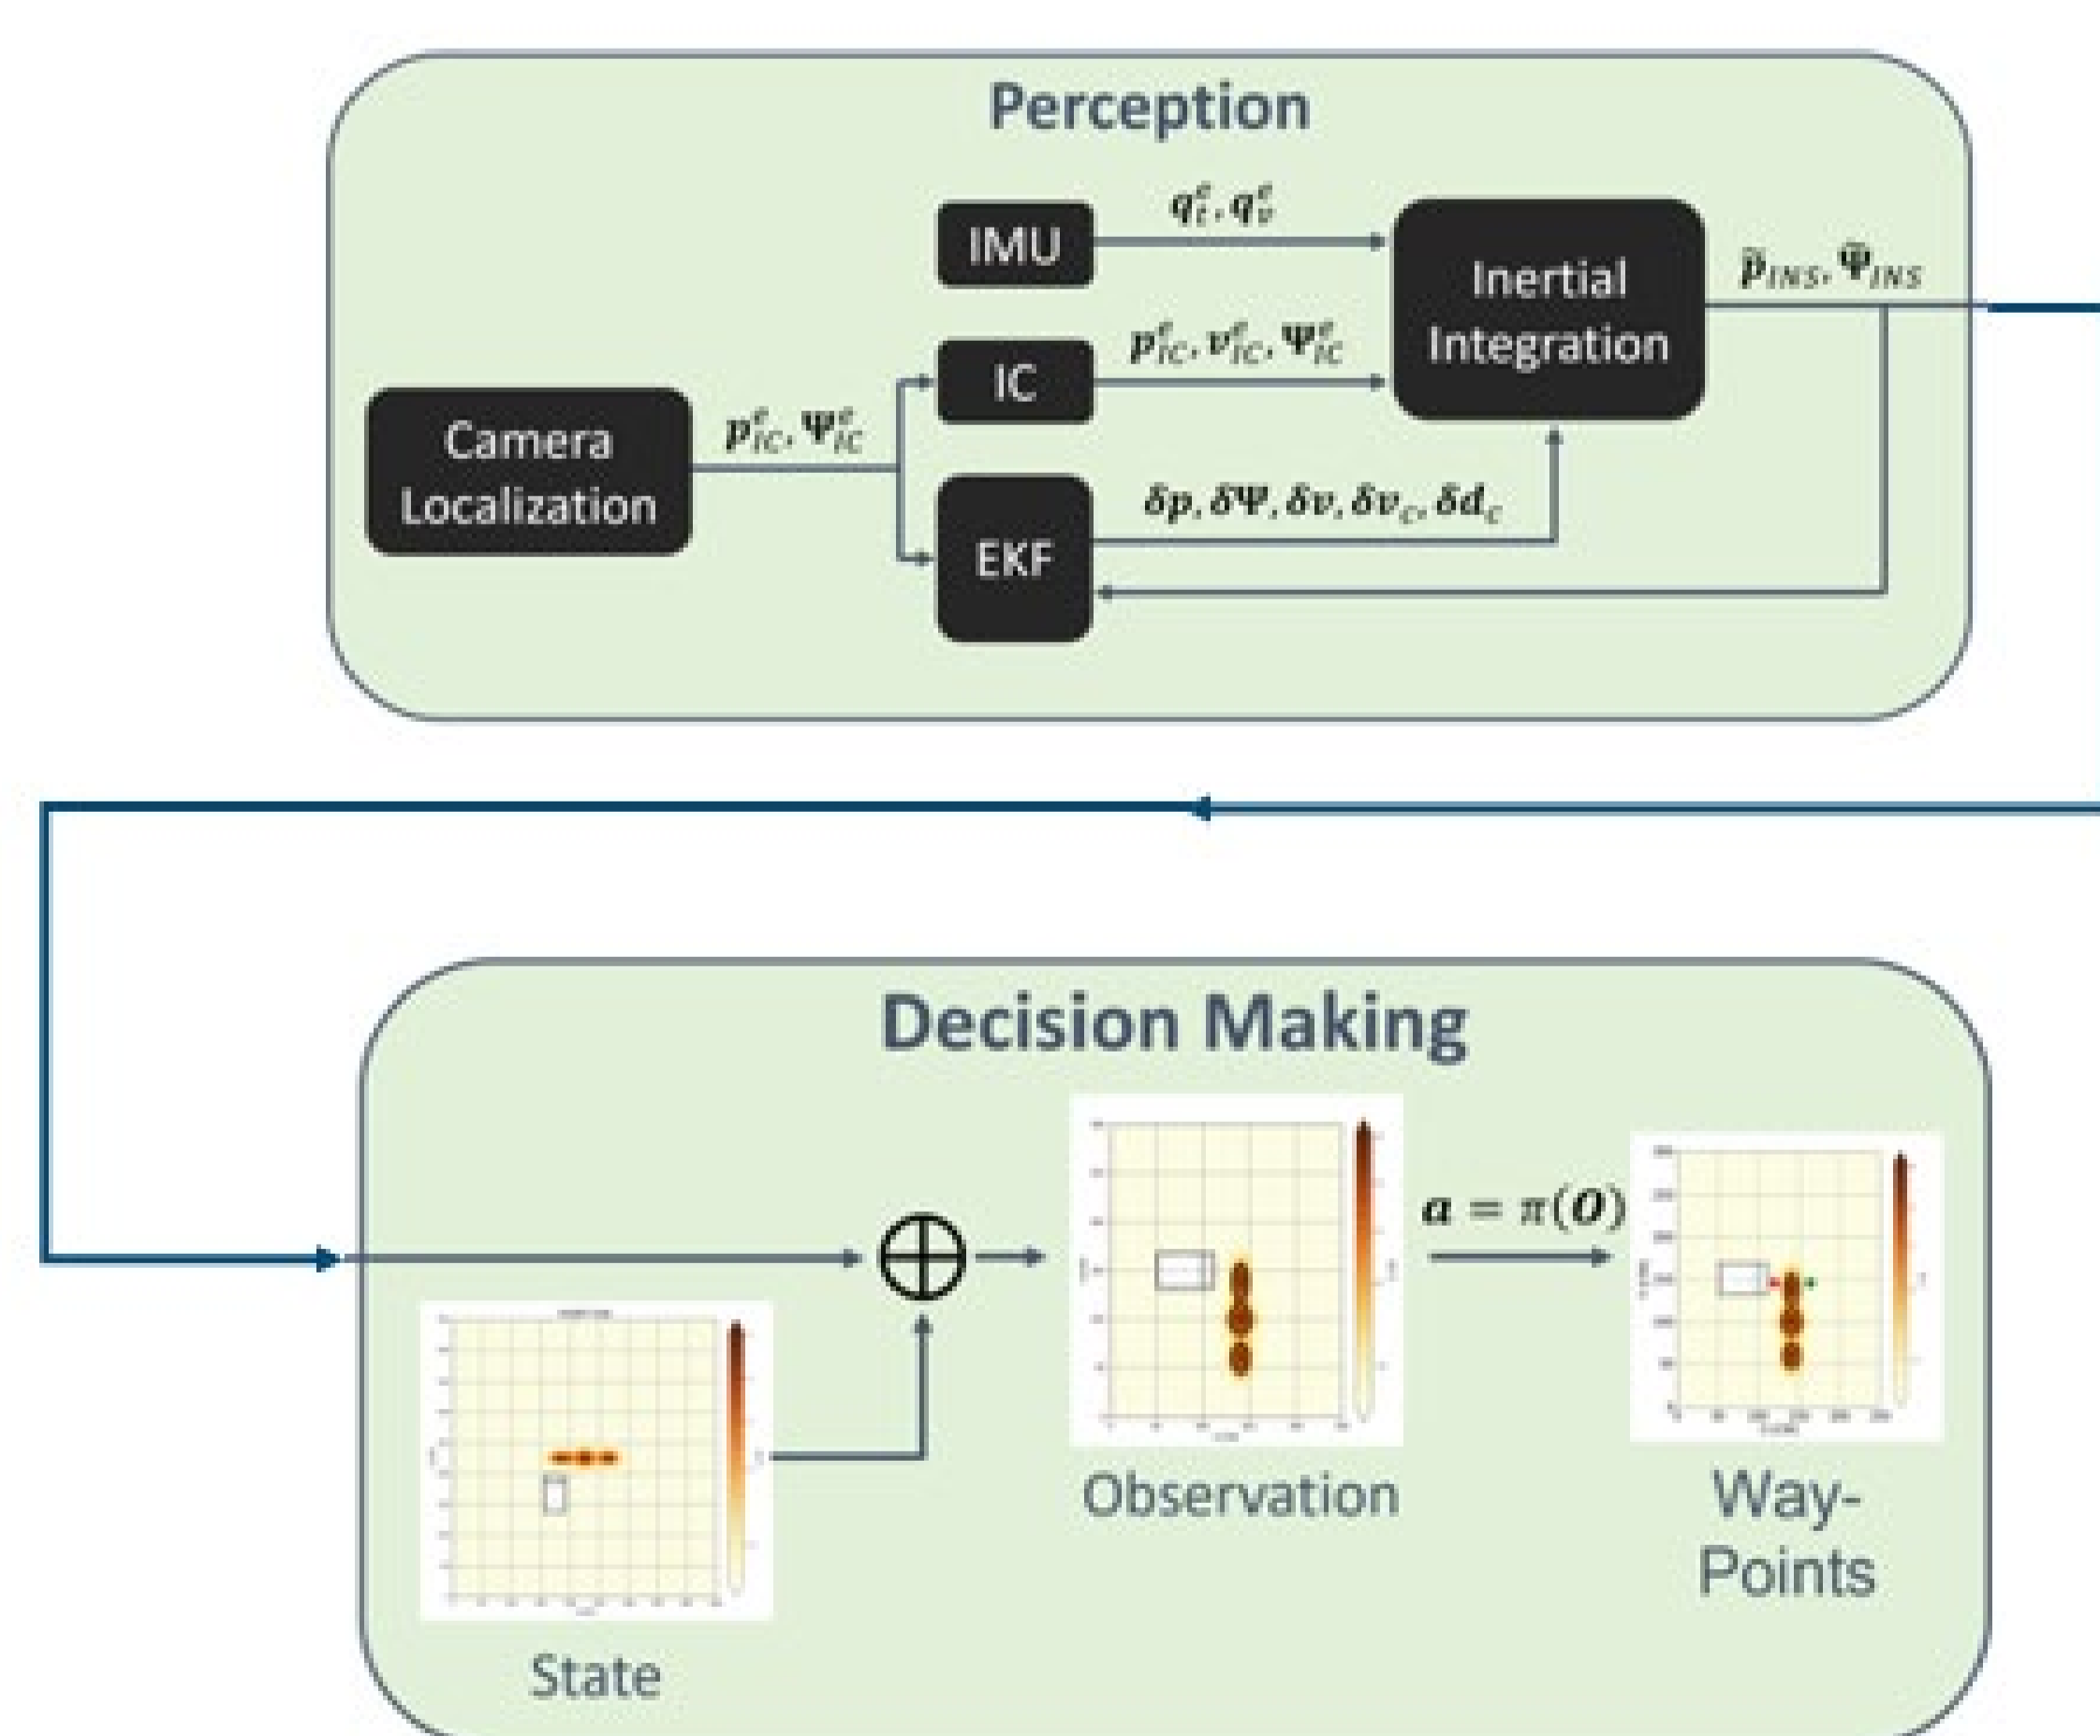 Perception
IMU
q_t^e, q_v^e
Inertial
Integration
p̂_INS, Ψ̂_INS
IC
p_IC^e, v_IC^e, Ψ_IC^e
Camera
Localization
p_IC^e, Ψ_IC^e
EKF
δp, δΨ, δv, δv_c, δd_c
Decision Making
a = π(O)
Observation
Way-
Points
State